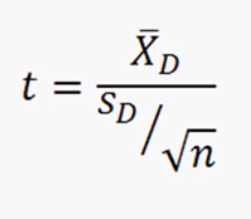 t = X̄_D / (S_D / √n)